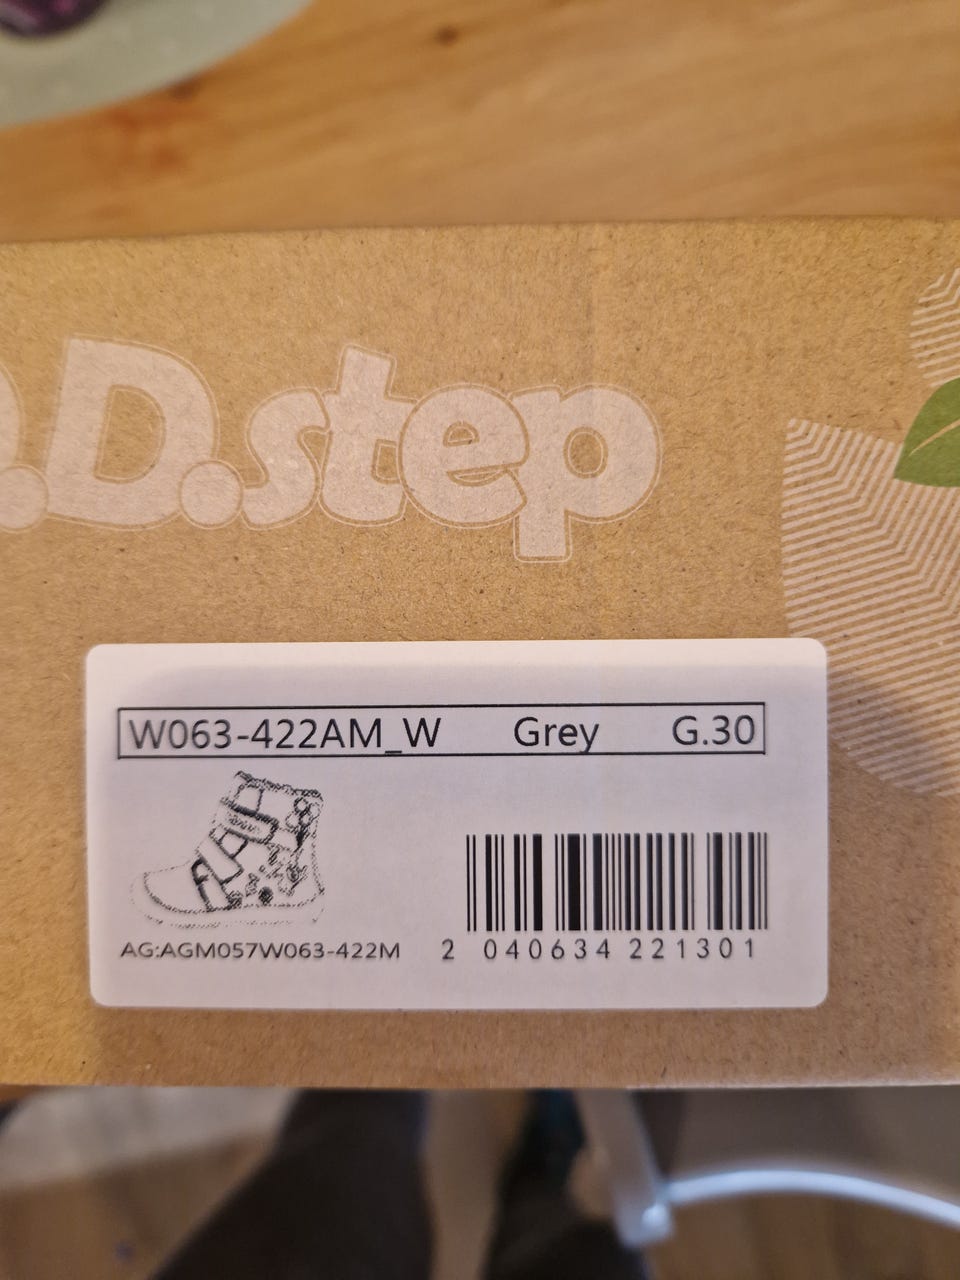 .D.step
W063-422AM_W Grey G.30
AG:AGM057W063-422M 2 040634 221301